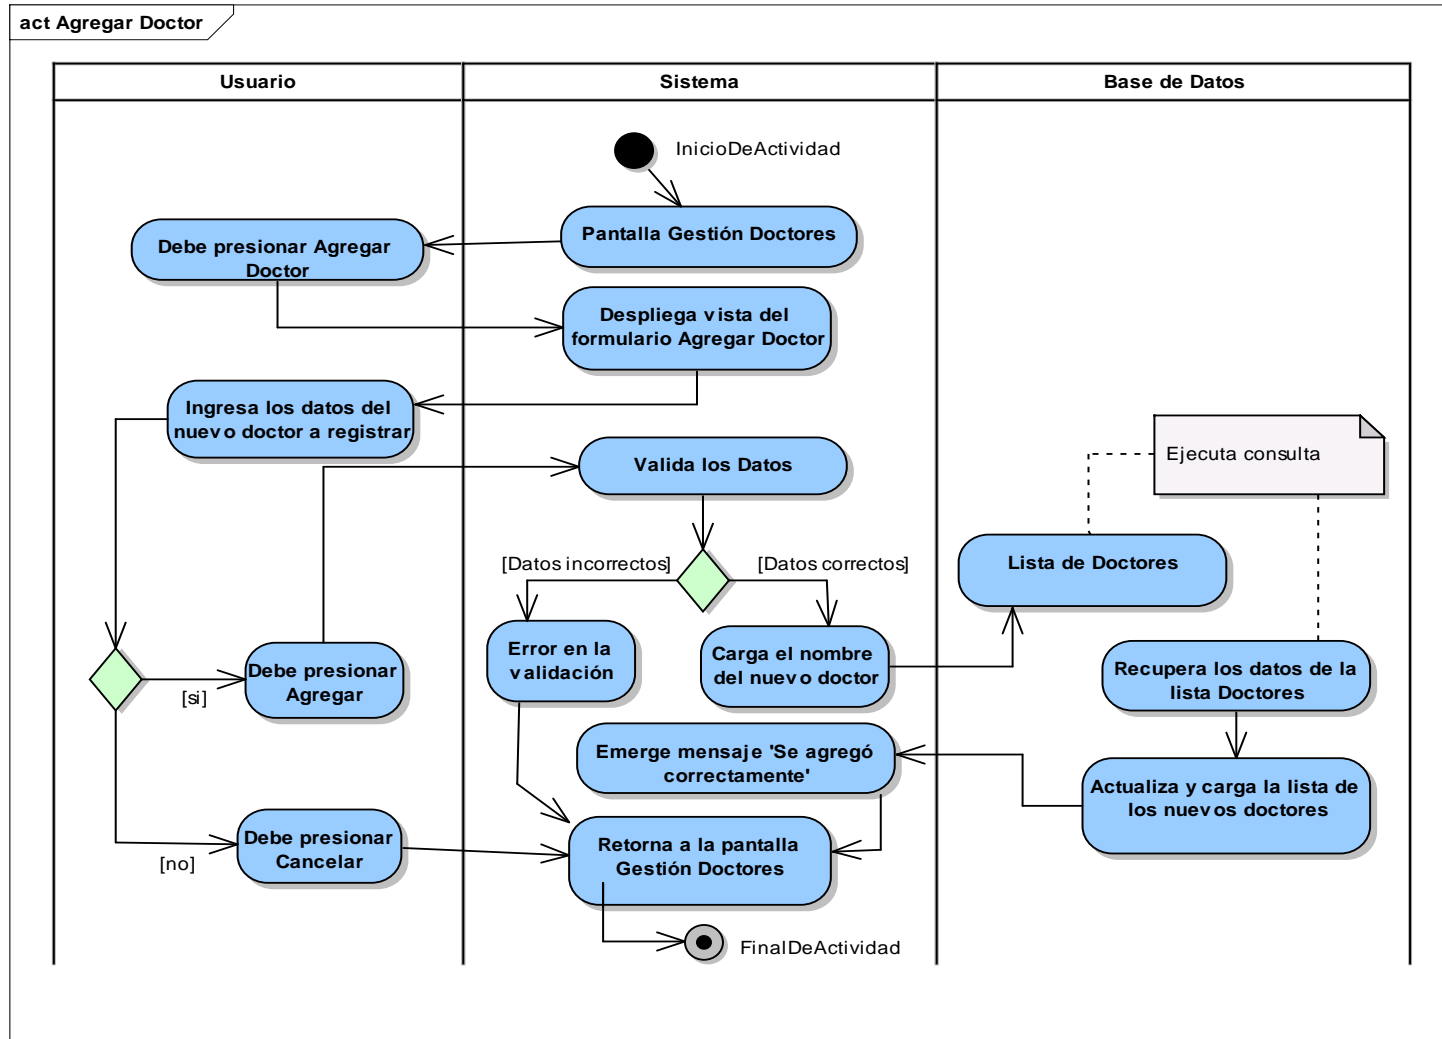 act Agregar Doctor
Usuario
Sistema
Base de Datos
InicioDeActividad
Pantalla Gestión Doctores
Debe presionar Agregar
Doctor
Despliega vista del
formulario Agregar Doctor
Ingresa los datos del
nuevo doctor a registrar
Valida los Datos
Ejecuta consulta
[Datos incorrectos]
[Datos correctos]
Lista de Doctores
Error en la
validación
Carga el nombre
del nuevo doctor
Debe presionar
Agregar
[si]
Recupera los datos de la
lista Doctores
Emerge mensaje 'Se agregó
correctamente'
Actualiza y carga la lista de
los nuevos doctores
Debe presionar
Cancelar
[no]
Retorna a la pantalla
Gestión Doctores
FinalDeActividad